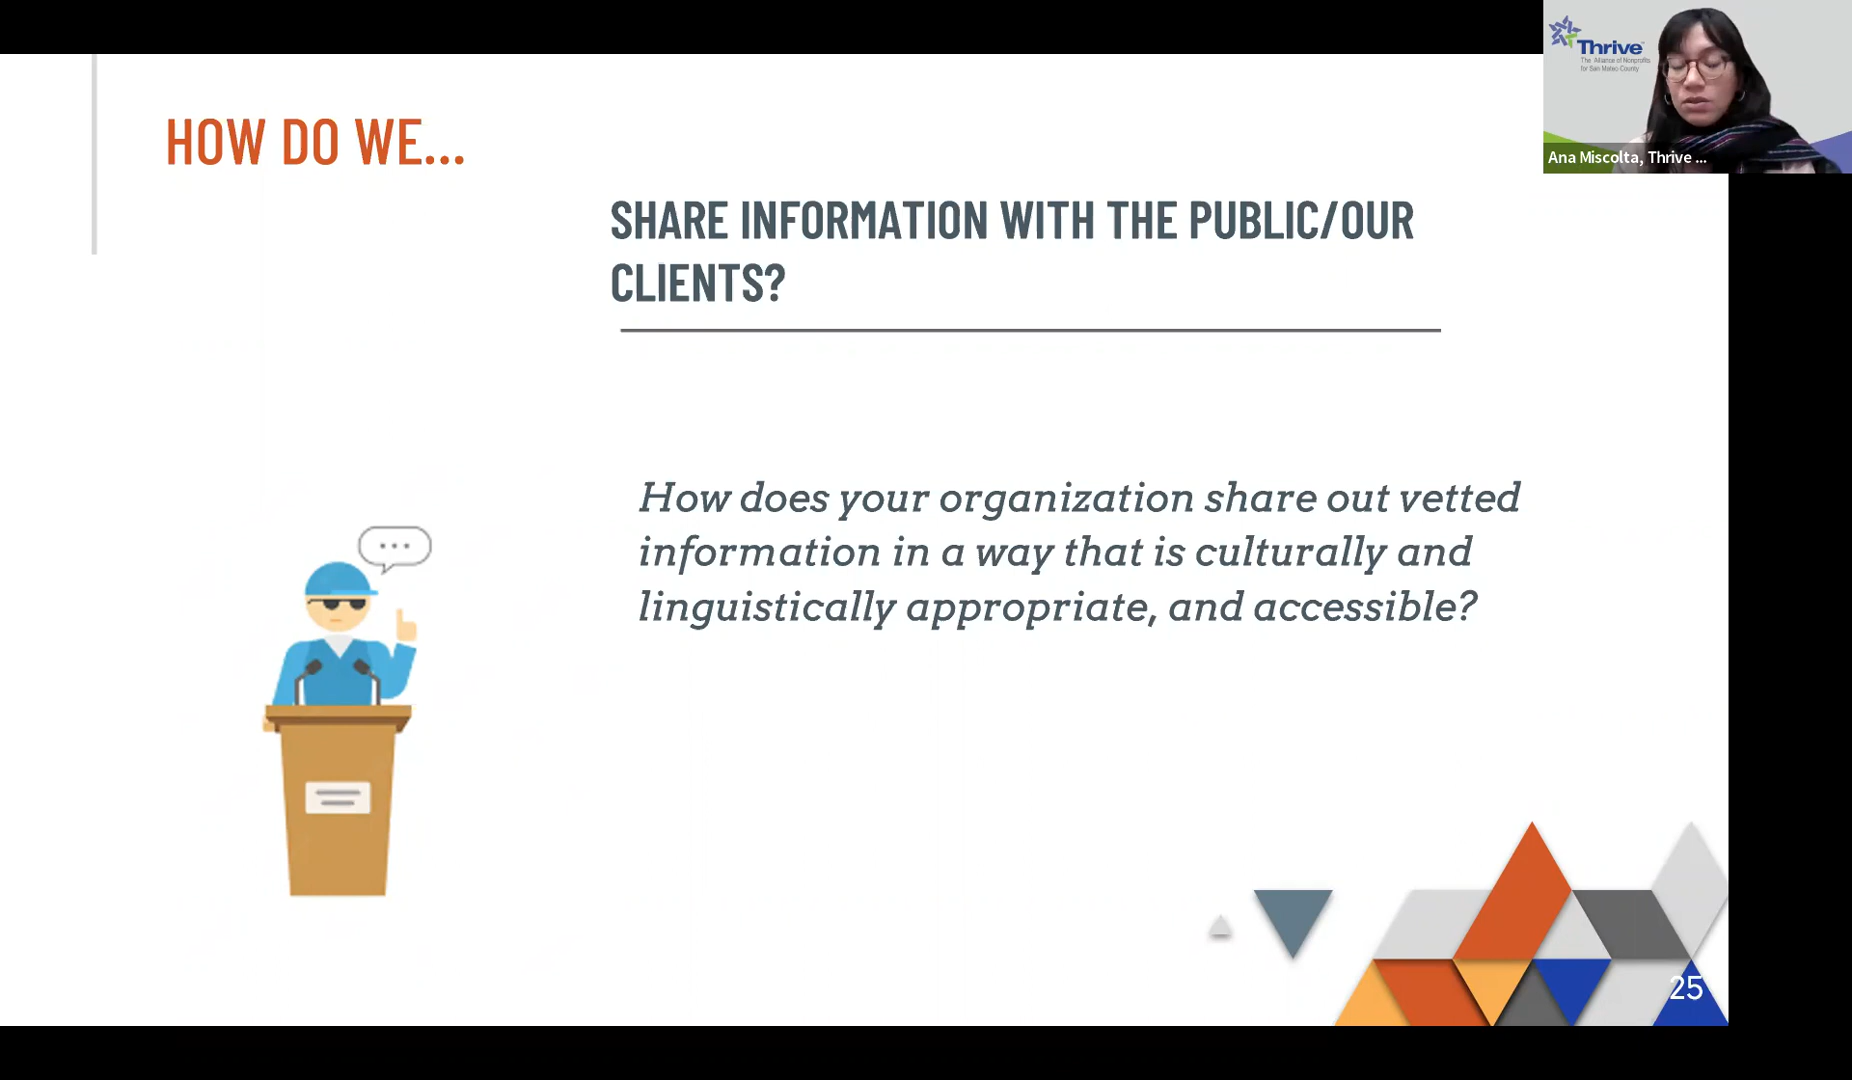 HOW DO WE...
SHARE INFORMATION WITH THE PUBLIC/OUR
CLIENTS?
How does your organization share out vetted
information in a way that is culturally and
linguistically appropriate, and accessible?
25
Thrive
The Alliance of Nonprofits
for San Mateo County
Ana Miscolta, Thrive ...